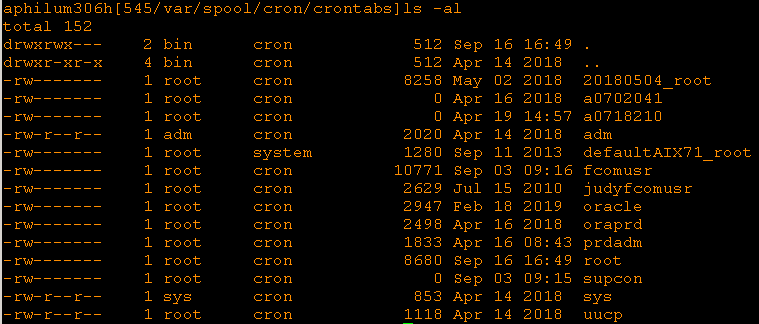 aphilum306h[545/var/spool/cron/crontabs]ls -al
total 152
drwxrwx--- 2 bin cron 512 Sep 16 16:49 .
drwxr-xr-x 4 bin cron 512 Apr 14 2018 ..
-rw------- 1 root cron 8258 May 02 2018 20180504_root
-rw------- 1 root cron 0 Apr 16 2018 a0702041
-rw------- 1 root cron 0 Apr 19 14:57 a0718210
-rw-r--r-- 1 adm cron 2020 Apr 14 2018 adm
-rw------- 1 root system 1280 Sep 11 2013 defaultAIX71_root
-rw------- 1 root cron 10771 Sep 03 09:16 fcomusr
-rw------- 1 root cron 2629 Jul 15 2010 judyfcomusr
-rw------- 1 root cron 2947 Feb 18 2019 oracle
-rw------- 1 root cron 2498 Apr 16 2018 oraprd
-rw------- 1 root cron 1833 Apr 16 08:43 prdadm
-rw------- 1 root cron 8680 Sep 16 16:49 root
-rw------- 1 root cron 0 Sep 03 09:15 supcon
-rw-r--r-- 1 sys cron 853 Apr 14 2018 sys
-rw-r--r-- 1 root cron 1118 Apr 14 2018 uucp